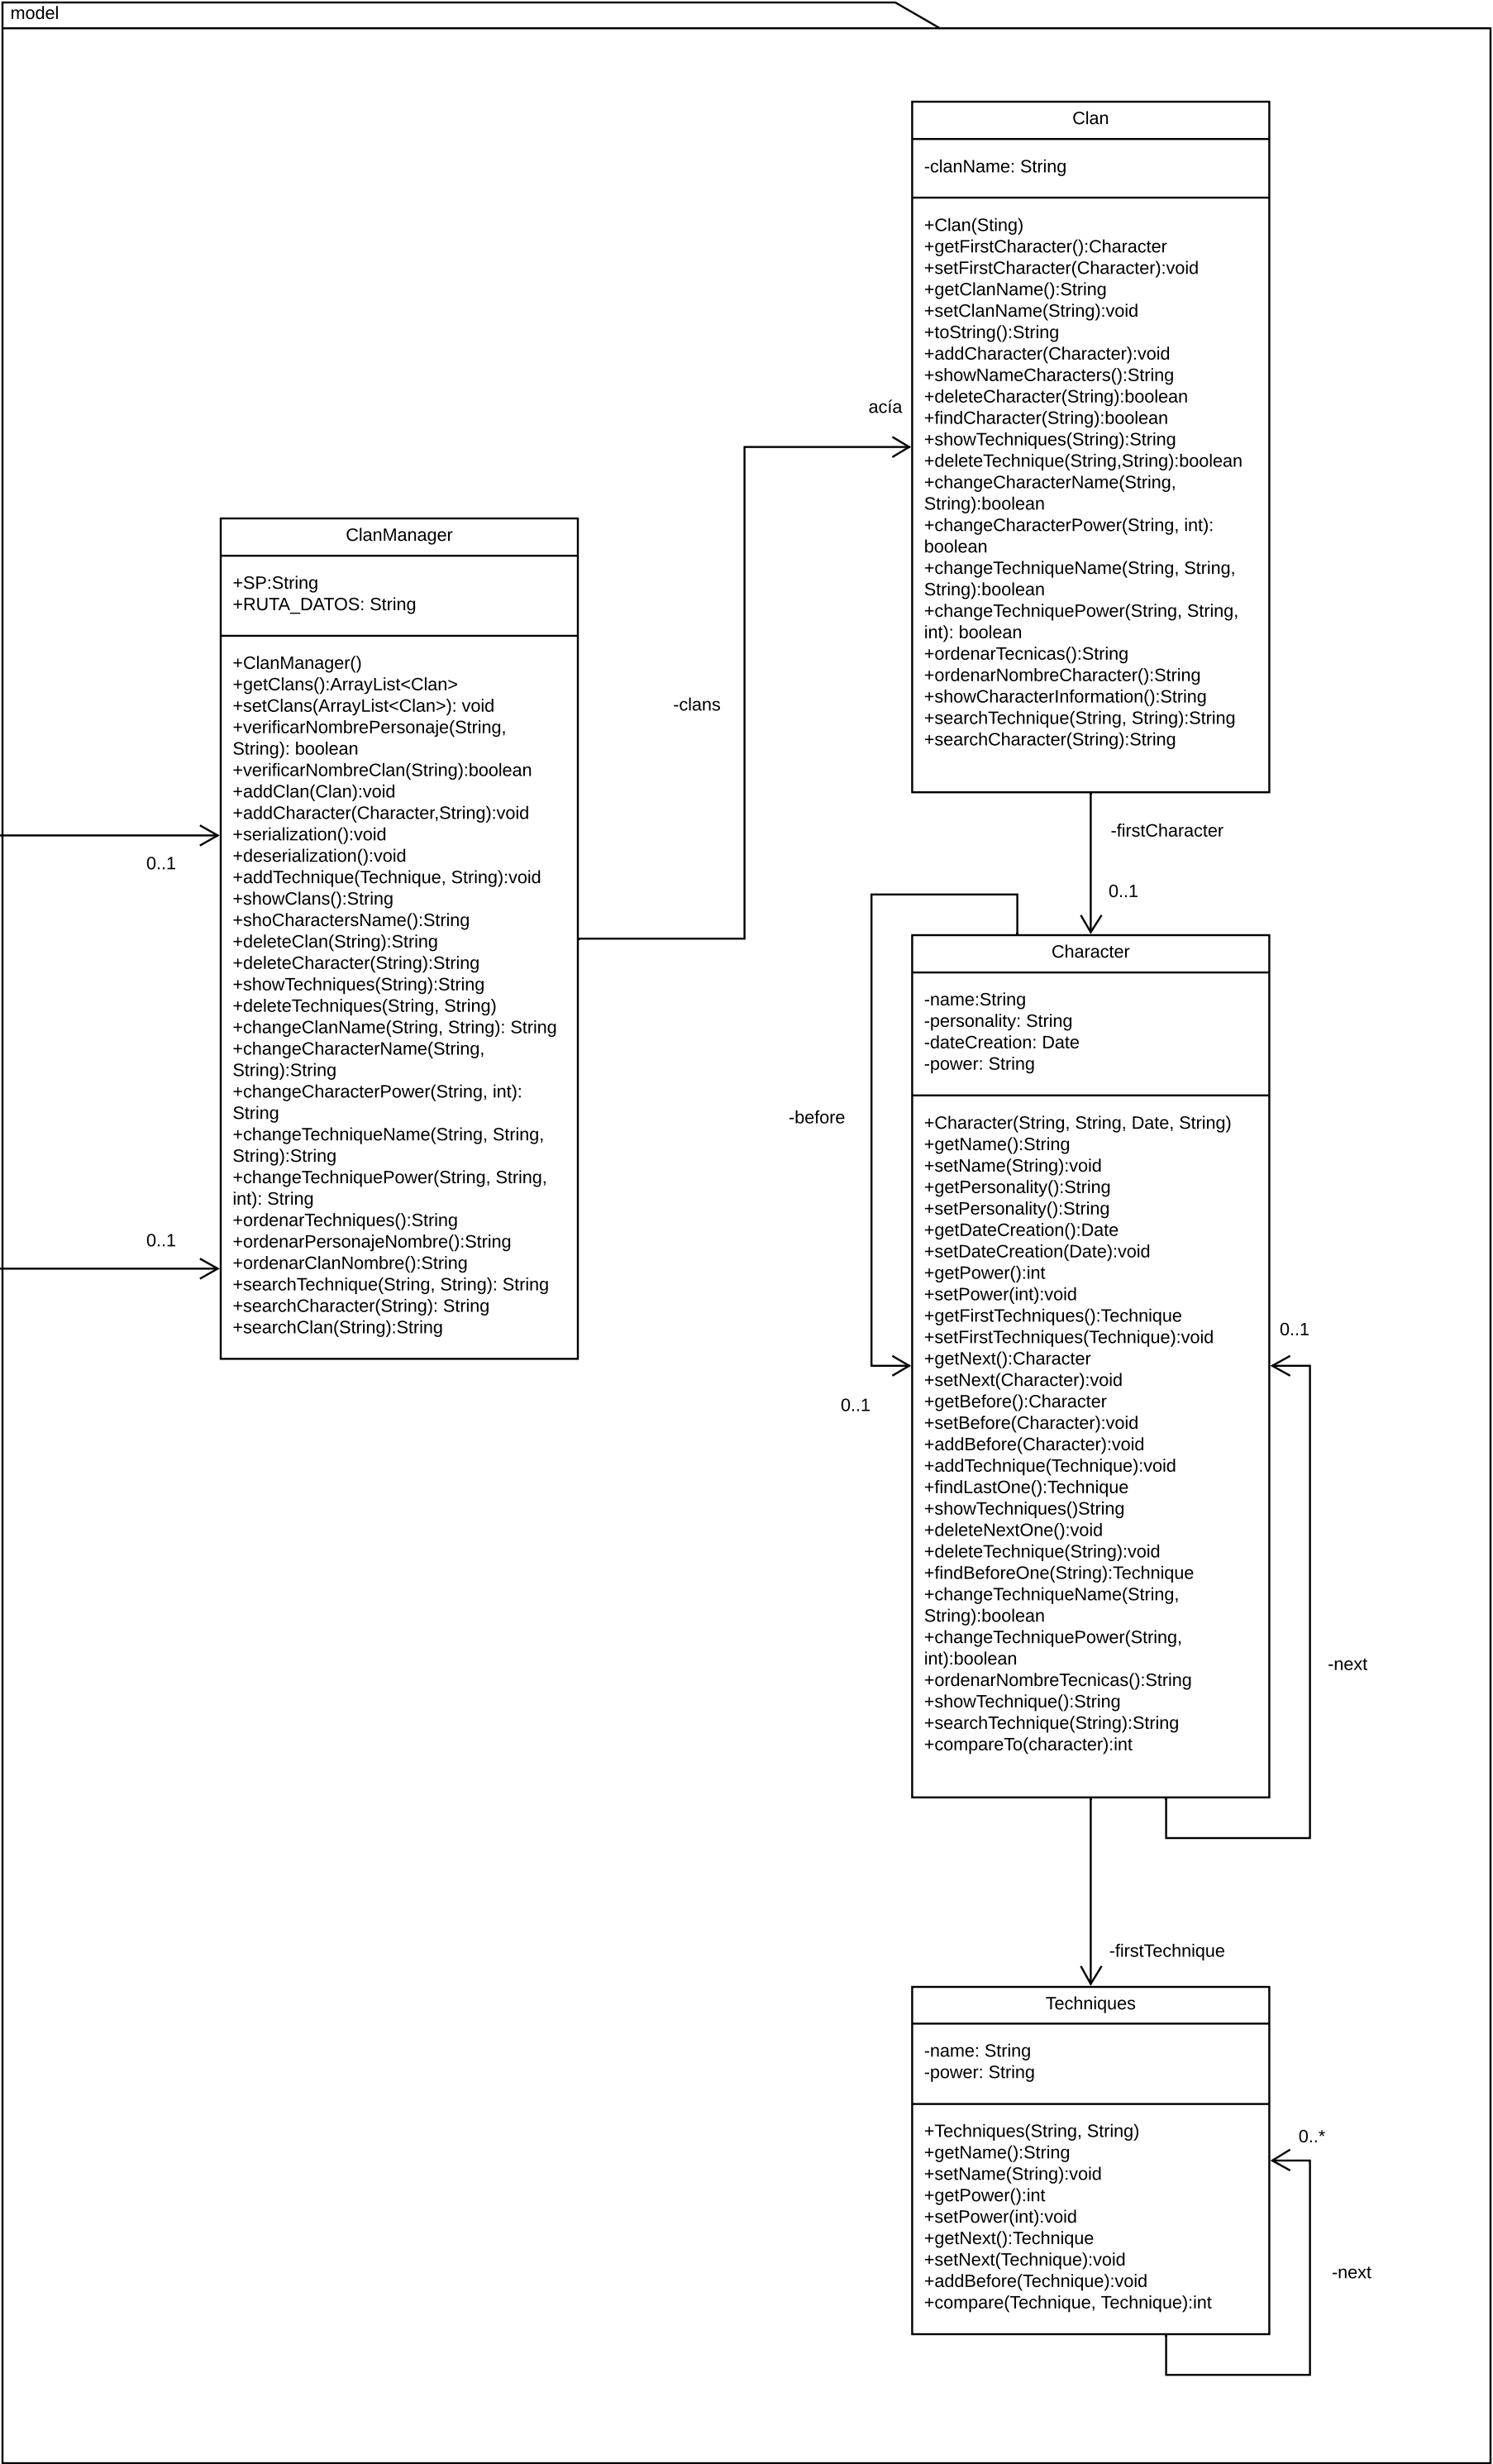 model
Clan
-clanName: String
+Clan(Sting)
+getFirstCharacter():Character
+setFirstCharacter(Character):void
+getClanName():String
+setClanName(String):void
+toString():String
+addCharacter(Character):void
+showNameCharacters():String
+deleteCharacter(String):boolean
+findCharacter(String):boolean
+showTechniques(String):String
+deleteTechnique(String,String):boolean
+changeCharacterName(String,
String):boolean
+changeCharacterPower(String, int):
boolean
+changeTechniqueName(String, String,
String):boolean
+changeTechniquePower(String, String,
int): boolean
+ordenarTecnicas():String
+ordenarNombreCharacter():String
+showCharacterInformation():String
+searchTechnique(String, String):String
+searchCharacter(String):String
acía
-clans
ClanManager
+SP:String
+RUTA_DATOS: String
+ClanManager()
+getClans():ArrayList<Clan>
+setClans(ArrayList<Clan>): void
+verificarNombrePersonaje(String,
String): boolean
+verificarNombreClan(String):boolean
+addClan(Clan):void
+addCharacter(Character,String):void
+serialization():void
+deserialization():void
+addTechnique(Technique, String):void
+showClans():String
+shoCharactersName():String
+deleteClan(String):String
+deleteCharacter(String):String
+showTechniques(String):String
+deleteTechniques(String, String)
+changeClanName(String, String): String
+changeCharacterName(String,
String):String
+changeCharacterPower(String, int):
String
+changeTechniqueName(String, String,
String):String
+changeTechniquePower(String, String,
int): String
+ordenarTechniques():String
+ordenarPersonajeNombre():String
+ordenarClanNombre():String
+searchTechnique(String, String): String
+searchCharacter(String): String
+searchClan(String):String
0..1
0..1
-firstCharacter
0..1
Character
-name:String
-personality: String
-dateCreation: Date
-power: String
+Character(String, String, Date, String)
+getName():String
+setName(String):void
+getPersonality():String
+setPersonality():String
+getDateCreation():Date
+setDateCreation(Date):void
+getPower():int
+setPower(int):void
+getFirstTechniques():Technique
+setFirstTechniques(Technique):void
+getNext():Character
+setNext(Character):void
+getBefore():Character
+setBefore(Character):void
+addBefore(Character):void
+addTechnique(Technique):void
+findLastOne():Technique
+showTechniques()String
+deleteNextOne():void
+deleteTechnique(String):void
+findBeforeOne(String):Technique
+changeTechniqueName(String,
String):boolean
+changeTechniquePower(String,
int):boolean
+ordenarNombreTecnicas():String
+showTechnique():String
+searchTechnique(String):String
+compareTo(character):int
-before
0..1
0..1
-next
-firstTechnique
Techniques
-name: String
-power: String
+Techniques(String, String)
+getName():String
+setName(String):void
+getPower():int
+setPower(int):void
+getNext():Technique
+setNext(Technique):void
+addBefore(Technique):void
+compare(Technique, Technique):int
0..*
-next